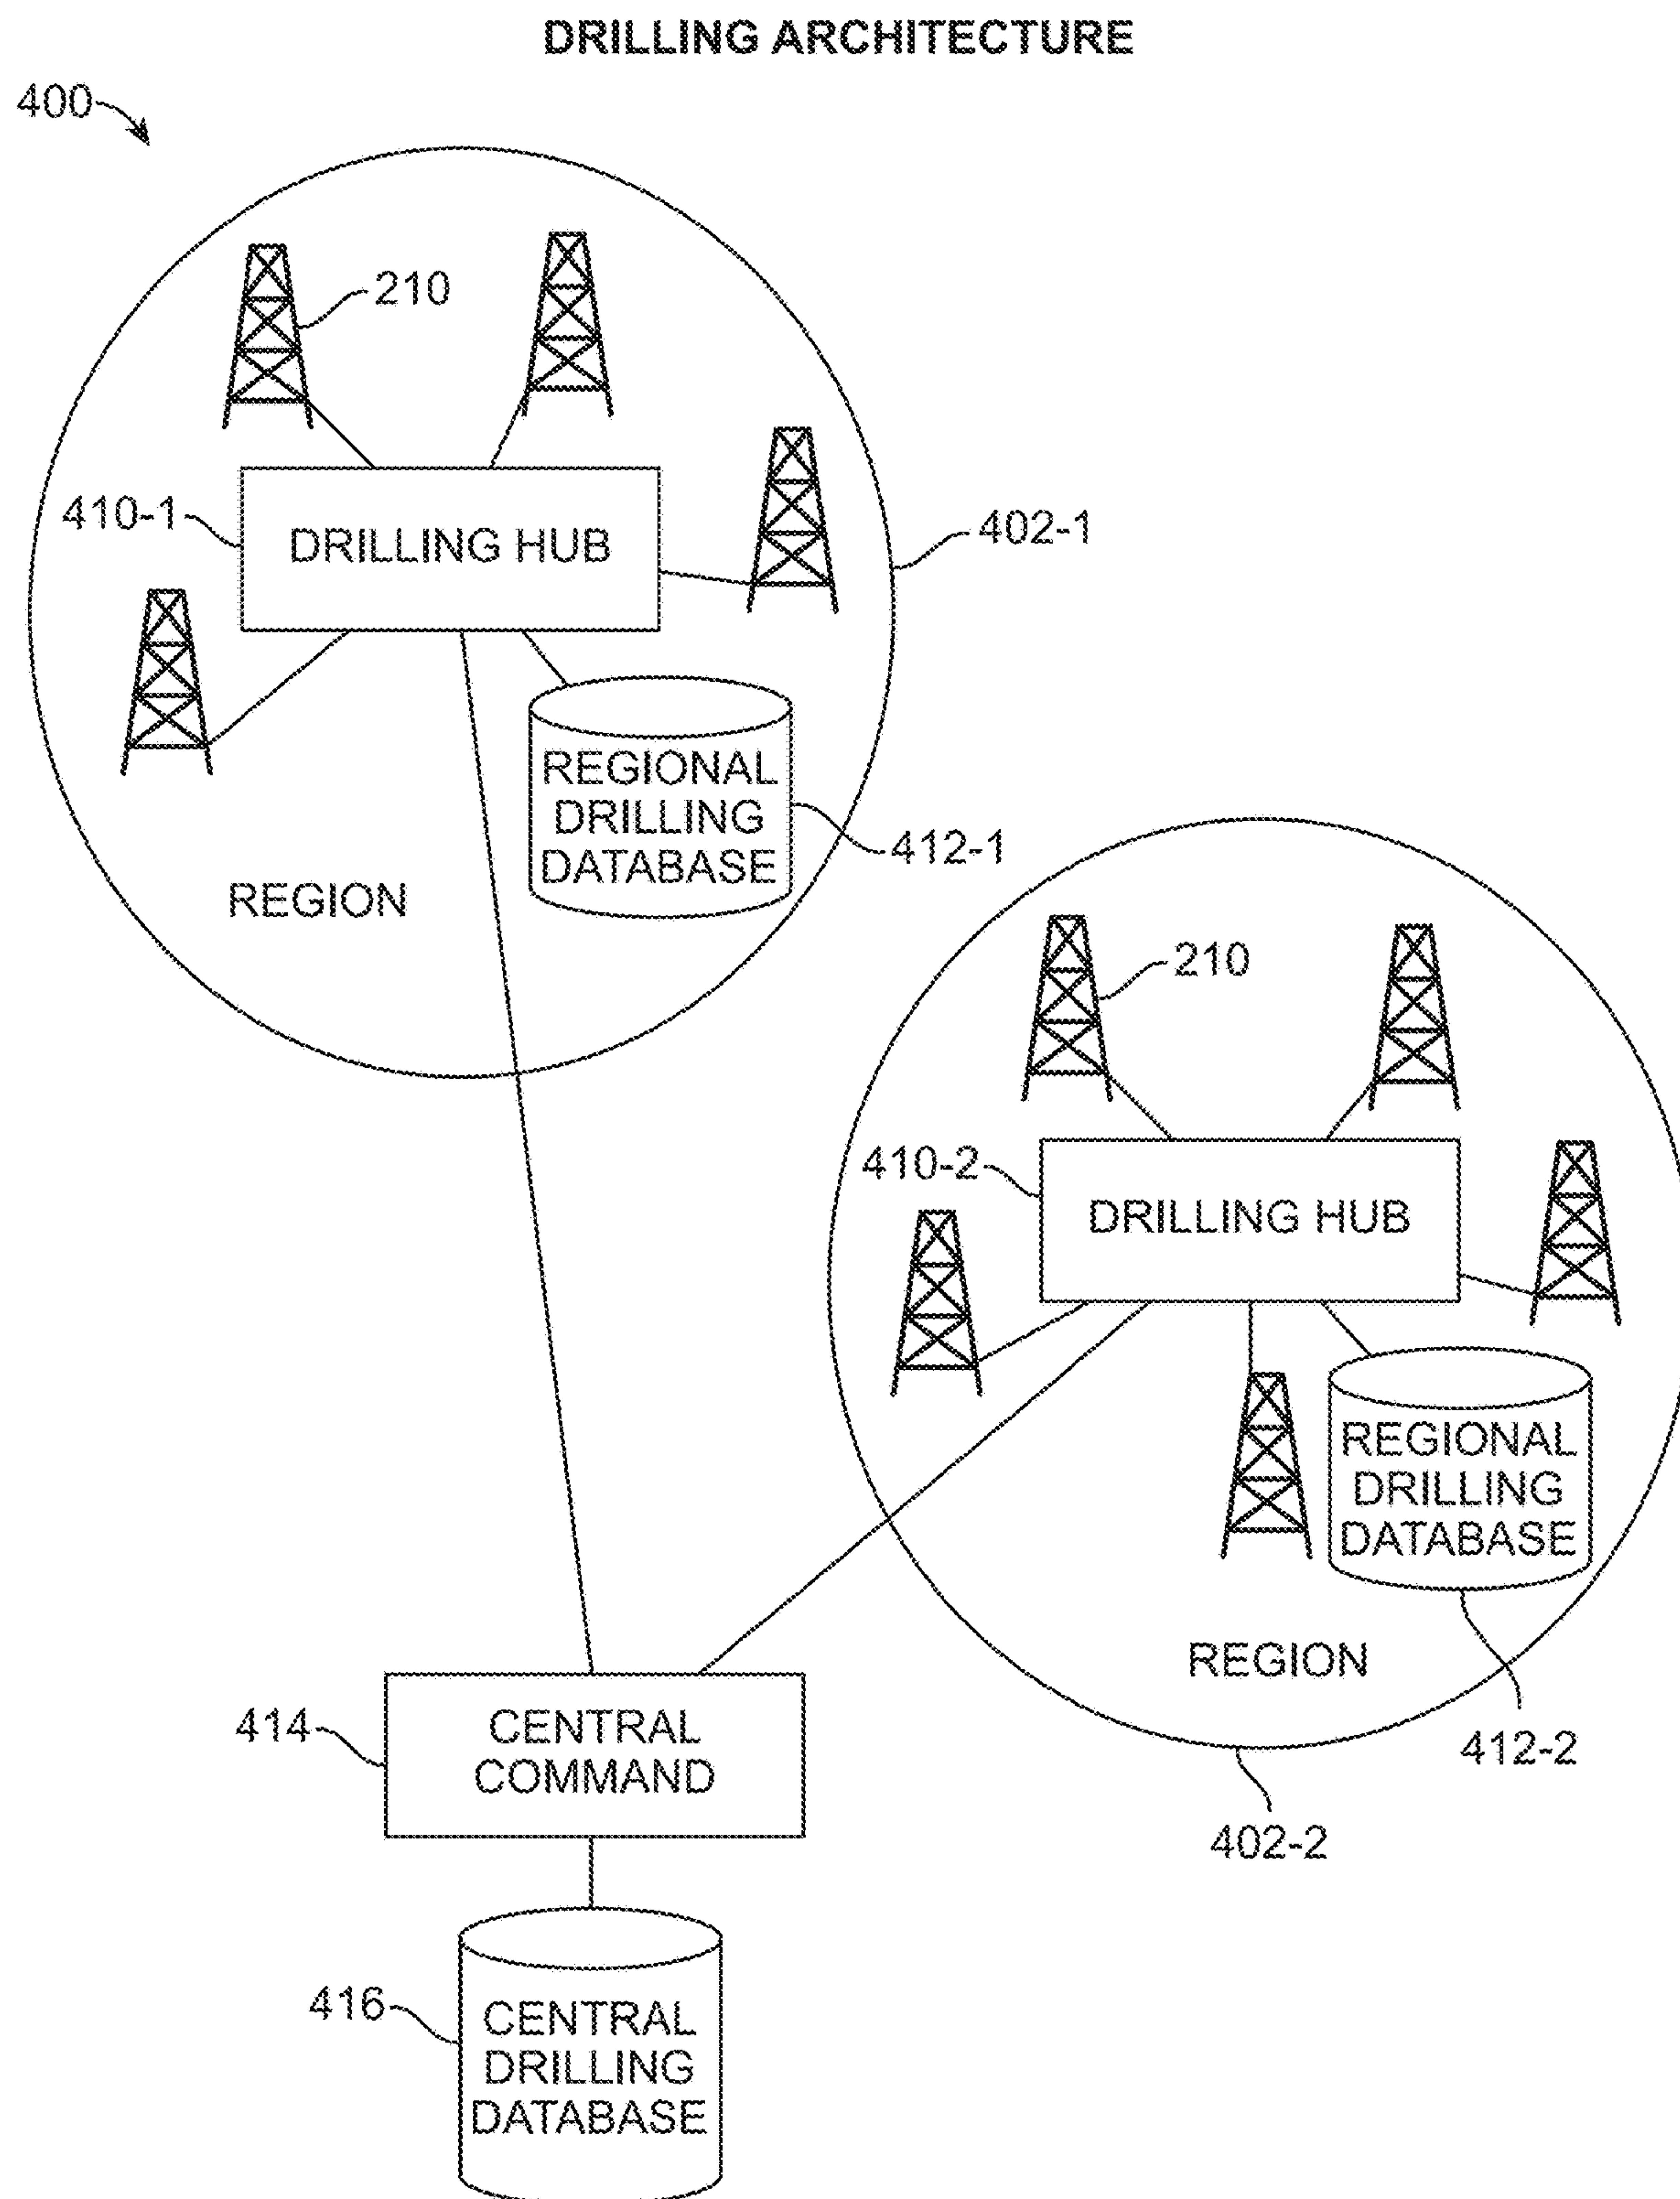 DRILLING ARCHITECTURE
400
210
410-1
DRILLING HUB
402-1
REGIONAL
DRILLING
DATABASE
412-1
REGION
210
410-2
DRILLING HUB
REGIONAL
DRILLING
DATABASE
REGION
412-2
402-2
414
CENTRAL
COMMAND
416
CENTRAL
DRILLING
DATABASE